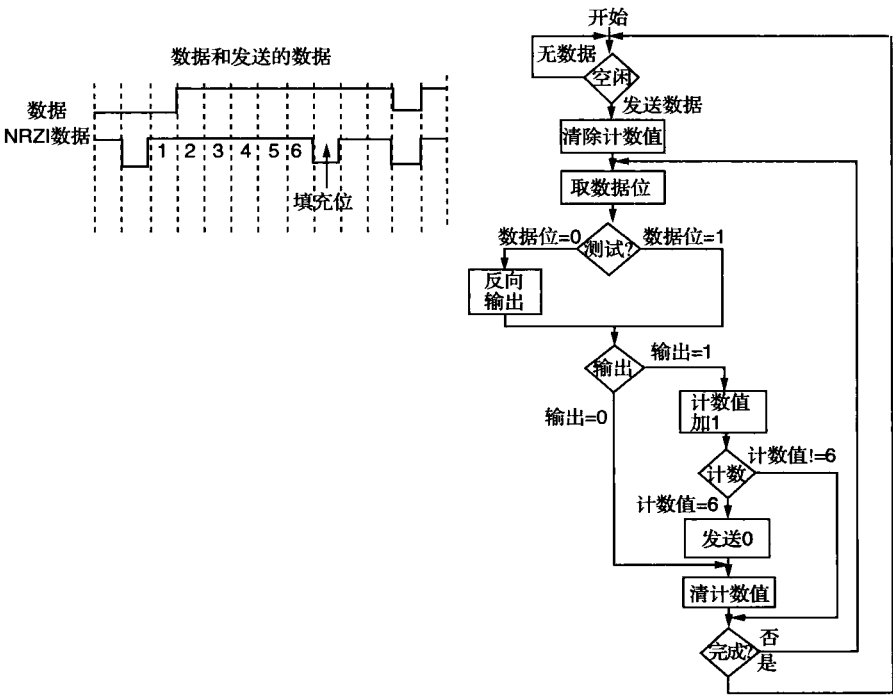 数据和发送的数据
数据
NRZI数据
1 2 3 4 5 6
填充位
开始
无数据
空闲
发送数据
清除计数值
取数据位
数据位=0
测试?
数据位=1
反向
输出
输出
输出=1
输出=0
计数值
加1
计数
计数值!=6
计数值=6
发送0
清计数值
完成?
否
是